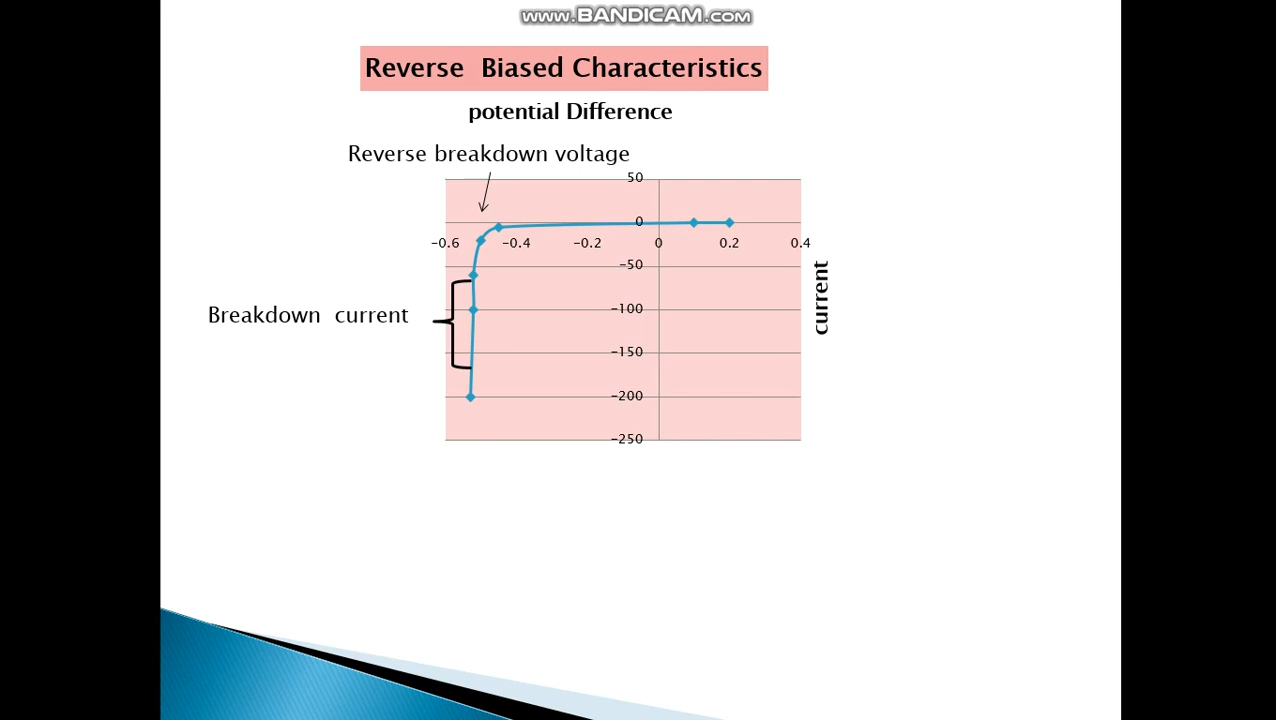 WWW.BANDICAM.COM
Reverse  Biased Characteristics
potential Difference
Reverse breakdown voltage
50
0
-0.6 -0.4 -0.2 0 0.2 0.4
-50
-100
-150
-200
-250
current
Breakdown  current